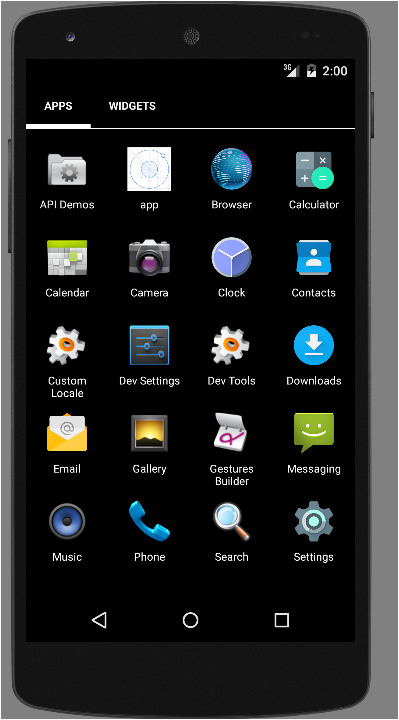 3G 2:00
APPS WIDGETS
API Demos app Browser Calculator
Calendar Camera Clock Contacts
Custom Locale Dev Settings Dev Tools Downloads
Email Gallery Gestures Builder Messaging
Music Phone Search Settings